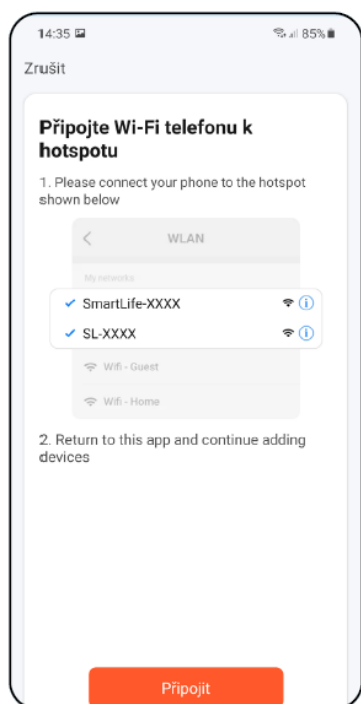 14:35 85%
Zrušit
Připojte Wi-Fi telefonu k
hotspotu
1. Please connect your phone to the hotspot
shown below
WLAN
My networks
SmartLife-XXXX
SL-XXXX
Wifi - Guest
Wifi - Home
2. Return to this app and continue adding
devices
Připojit